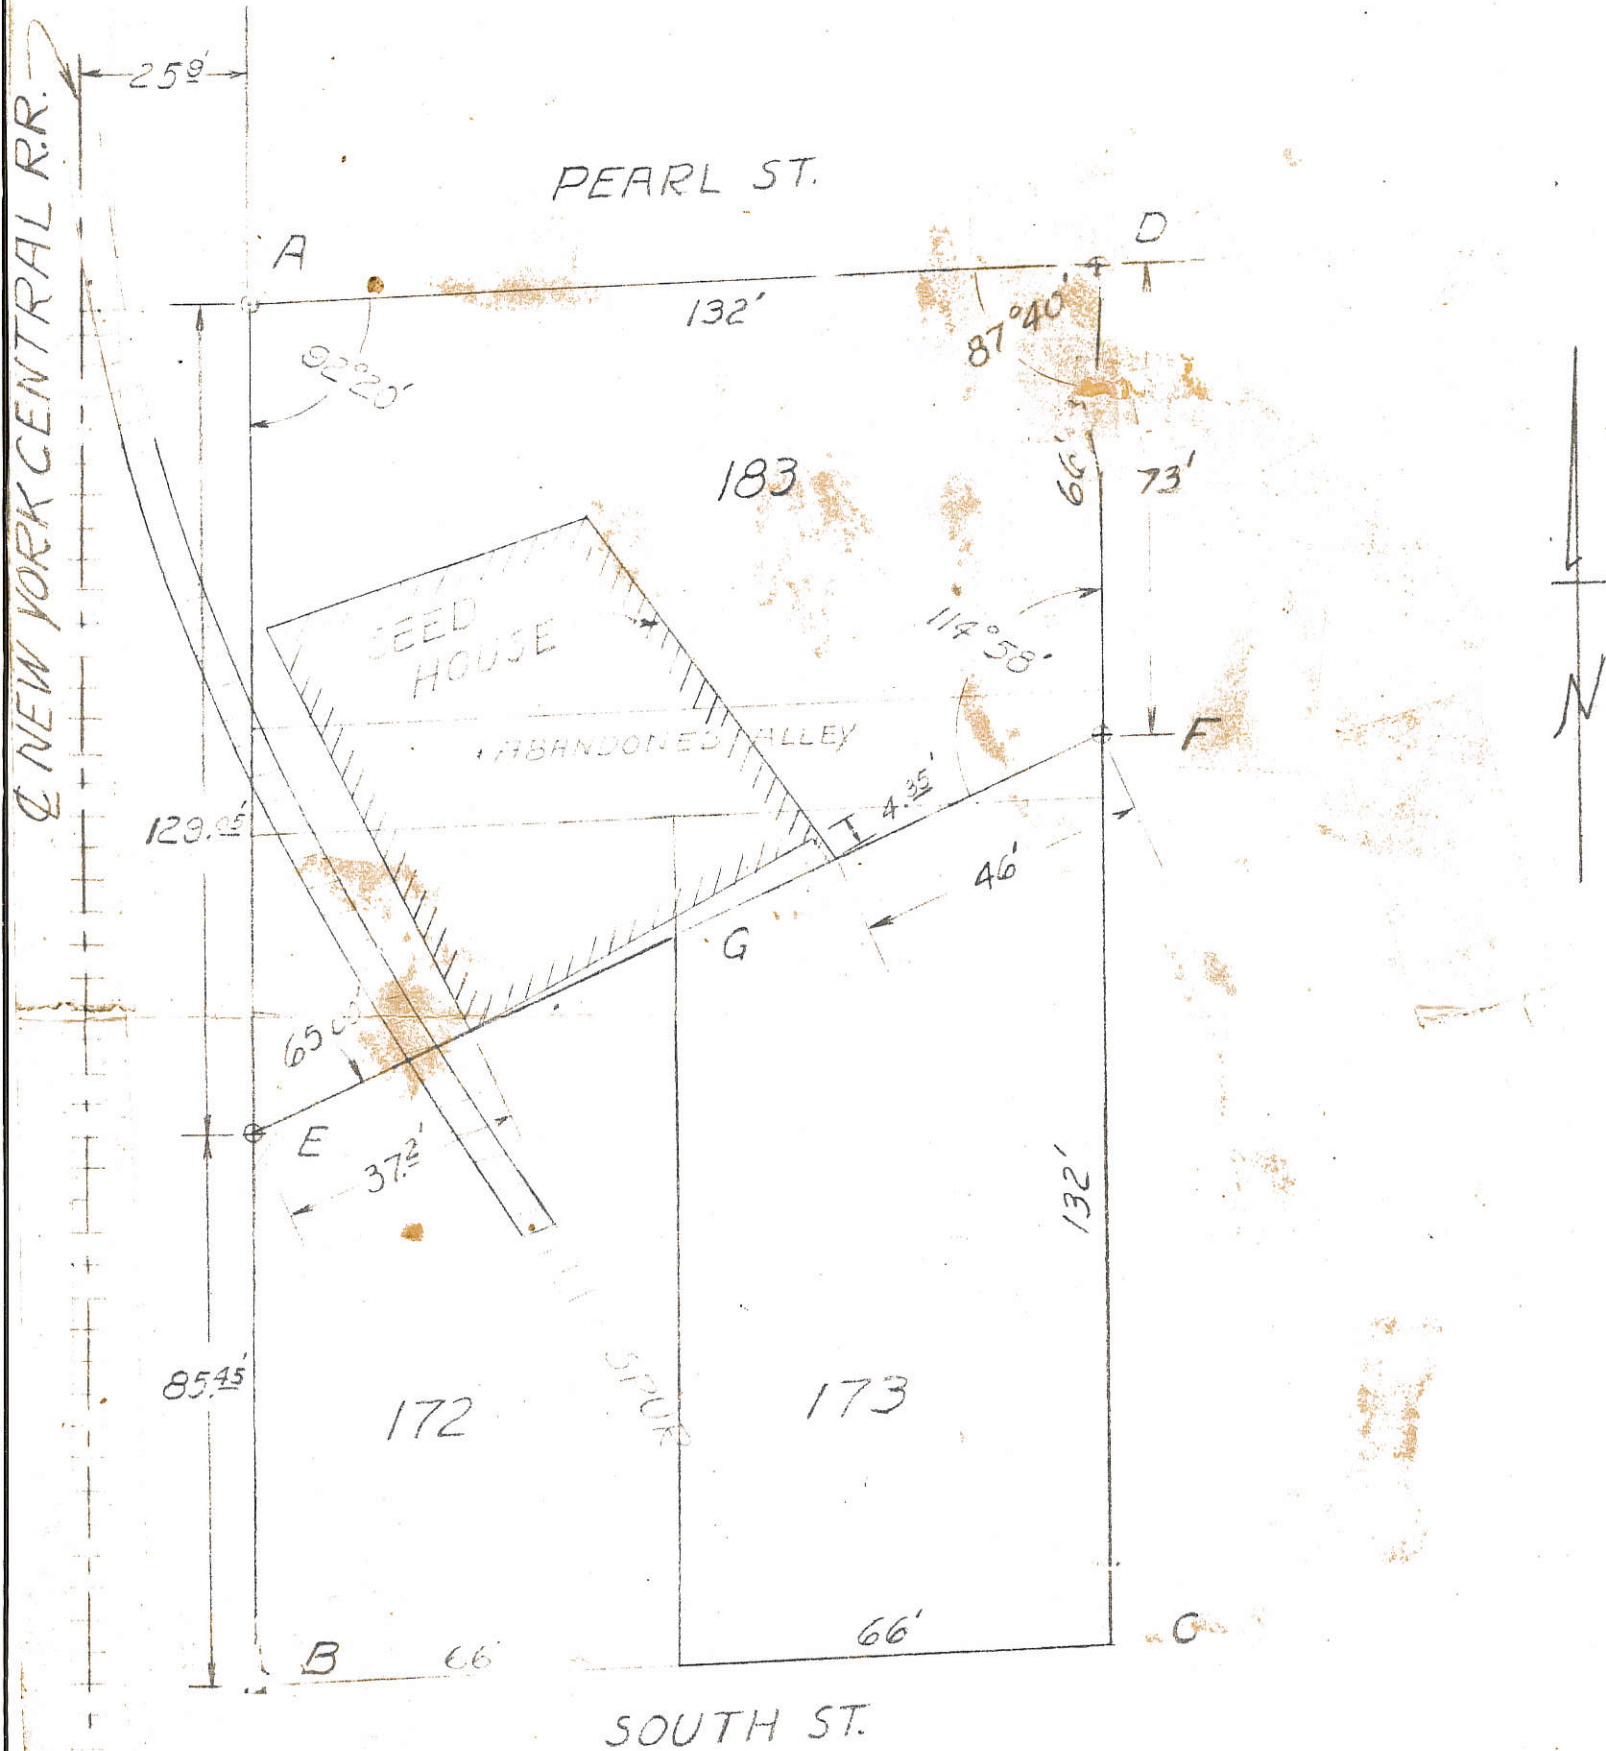 ℄ NEW YORK CENTRAL R.R.
25.9'
PEARL ST.
A
D
132'
92°20'
87°40'
183
66'
73'
SEED
HOUSE
114°58'
ABANDONED ALLEY
F
4.35'
129.05'
46'
G
E
37.2'
132'
85.45'
172
SPUR
173
B
66'
66'
C
SOUTH ST.
N